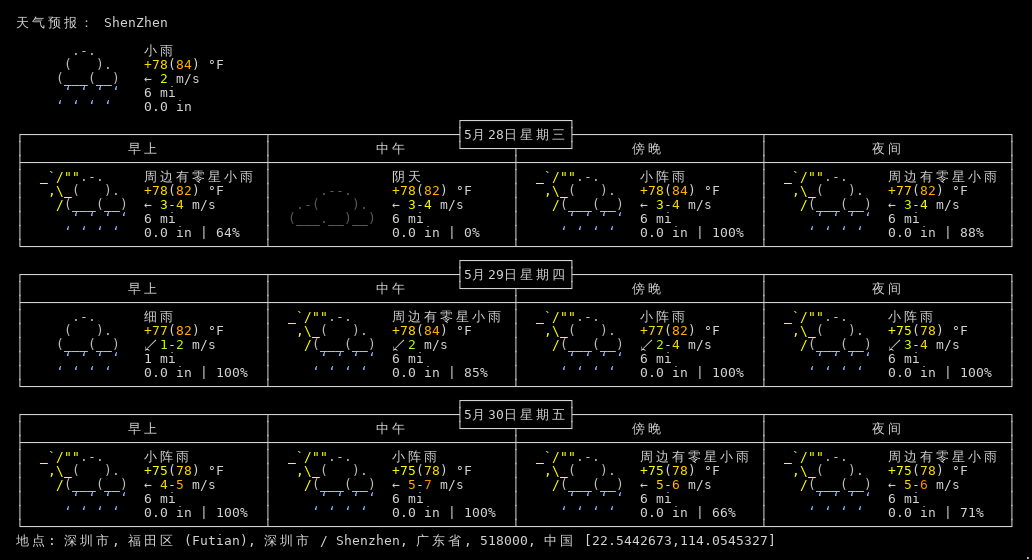 天气预报： ShenZhen
小雨
+78(84) °F
← 2 m/s
6 mi
0.0 in
5月28日星期三
早上 中午 傍晚 夜间
周边有零星小雨 阴天 小阵雨 周边有零星小雨
+78(82) °F +78(82) °F +78(84) °F +77(82) °F
← 3-4 m/s ← 3-4 m/s ← 3-4 m/s ← 3-4 m/s
6 mi 6 mi 6 mi 6 mi
0.0 in | 64% 0.0 in | 0% 0.0 in | 100% 0.0 in | 88%
5月29日星期四
早上 中午 傍晚 夜间
细雨 周边有零星小雨 小阵雨 小阵雨
+77(82) °F +78(84) °F +77(82) °F +75(78) °F
↙ 1-2 m/s ↙ 2 m/s ↙ 2-4 m/s ↙ 3-4 m/s
1 mi 6 mi 6 mi 6 mi
0.0 in | 100% 0.0 in | 85% 0.0 in | 100% 0.0 in | 100%
5月30日星期五
早上 中午 傍晚 夜间
小阵雨 小阵雨 周边有零星小雨 周边有零星小雨
+75(78) °F +75(78) °F +75(78) °F +75(78) °F
← 4-5 m/s ← 5-7 m/s ← 5-6 m/s ← 5-6 m/s
6 mi 6 mi 6 mi 6 mi
0.0 in | 100% 0.0 in | 100% 0.0 in | 66% 0.0 in | 71%
地点: 深圳市, 福田区 (Futian), 深圳市 / Shenzhen, 广东省, 518000, 中国 [22.5442673,114.0545327]